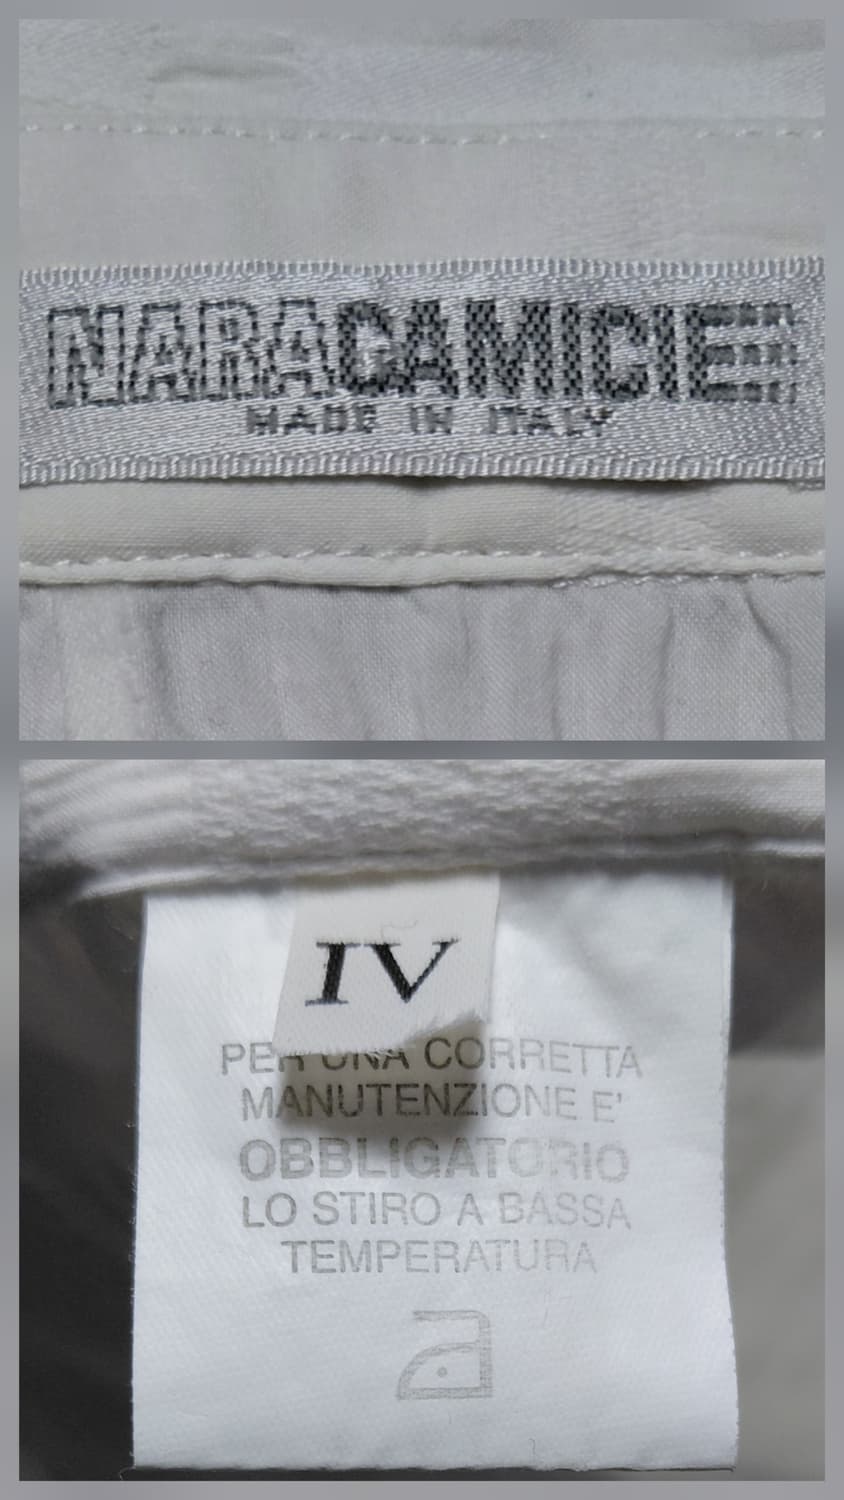 NARACAMICIE
MADE IN ITALY
IV
PER UNA CORRETTA
MANUTENZIONE E'
OBBLIGATORIO
LO STIRO A BASSA
TEMPERATURA